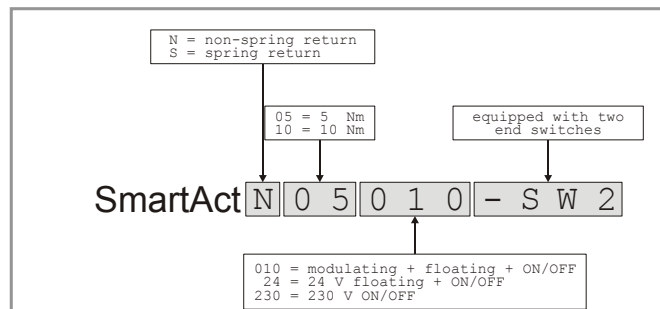 N = non-spring return
S = spring return
05 = 5 Nm
10 = 10 Nm
equipped with two
end switches
SmartAct N 0 5 0 1 0 - S W 2
010 = modulating + floating + ON/OFF
24 = 24 V floating + ON/OFF
230 = 230 V ON/OFF